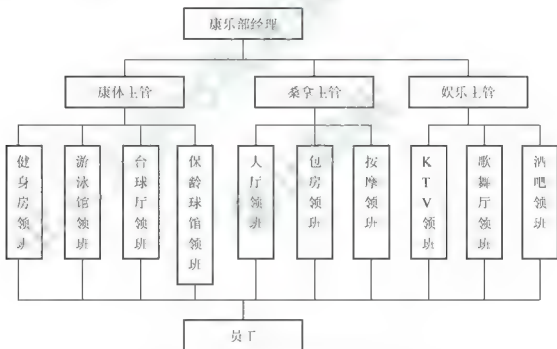 康乐部经理
康体主管
桑拿主管
娱乐主管
健身房领班
游泳馆领班
台球厅领班
保龄球馆领班
大厅领班
包房领班
按摩领班
KTV领班
歌舞厅领班
酒吧领班
员工